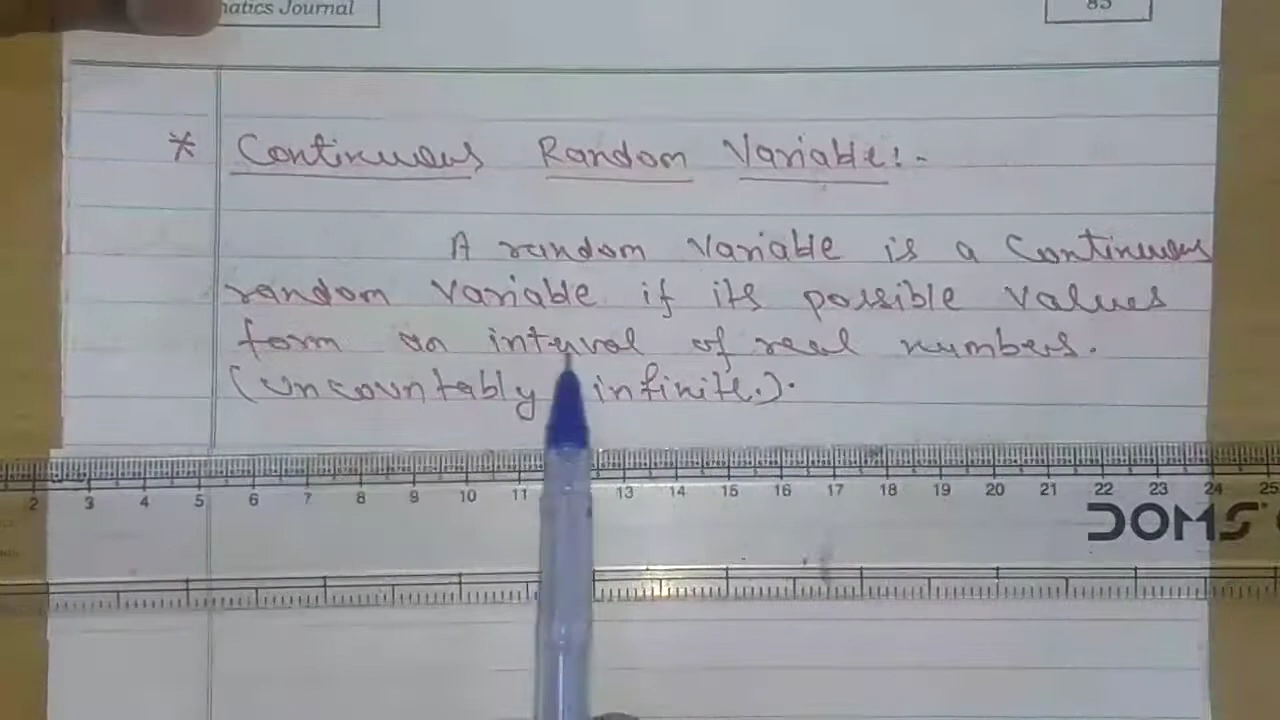 matics Journal
85
* Continuous Random Variable:-
A random variable is a Continuous
random variable if its possible values
form an interval of real numbers.
(Uncountably infinite.).
2 3 4 5 6 7 8 9 10 11 13 14 15 16 17 18 19 20 21 22 23 24 25
DOMS